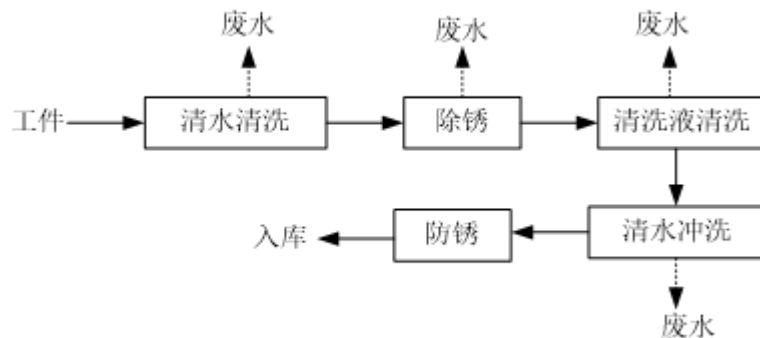 废水 废水 废水
工件 清水清洗 除锈 清洗液清洗
入库 防锈 清水冲洗
废水